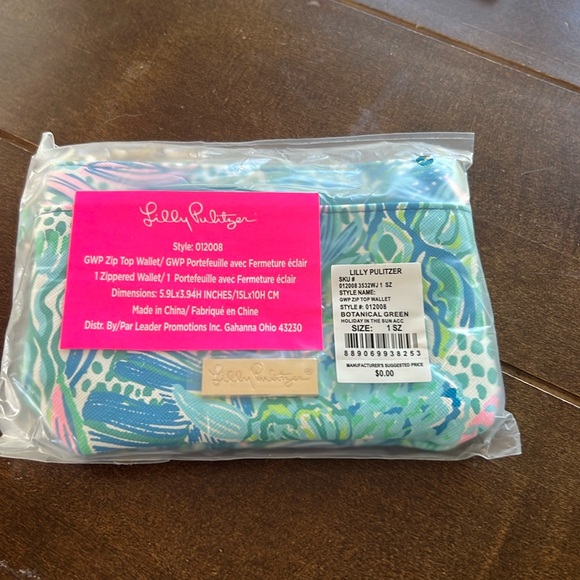 Lilly Pulitzer
Style: 012008
GWP Zip Top Wallet/ GWP Portefeuille avec Fermeture éclair
1 Zippered Wallet/ 1 Portefeuille avec Fermeture éclair
Dimensions: 5.9Lx3.94H INCHES/15Lx10H CM
Made in China/ Fabriqué en Chine
Distr. By/Par Leader Promotions Inc. Gahanna Ohio 43230
LILLY PULITZER
SKU #
012008 3532WJ 1 SZ
STYLE NAME:
GWP ZIP TOP WALLET
STYLE #: 012008
BOTANICAL GREEN
HOLIDAY IN THE SUN ACC
SIZE: 1 SZ
889069938253
MANUFACTURER'S SUGGESTED PRICE
$0.00
Lilly Pulitzer